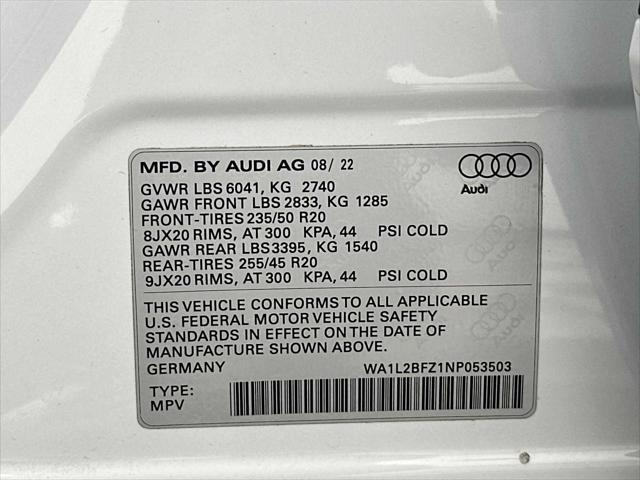 MFD. BY AUDI AG 08/ 22
Audi
GVWR LBS 6041, KG 2740
GAWR FRONT LBS 2833, KG 1285
FRONT-TIRES 235/50 R20
8JX20 RIMS, AT 300 KPA, 44 PSI COLD
GAWR REAR LBS3395, KG 1540
REAR-TIRES 255/45 R20
9JX20 RIMS, AT 300 KPA, 44 PSI COLD
THIS VEHICLE CONFORMS TO ALL APPLICABLE
U.S. FEDERAL MOTOR VEHICLE SAFETY
STANDARDS IN EFFECT ON THE DATE OF
MANUFACTURE SHOWN ABOVE.
GERMANY WA1L2BFZ1NP053503
TYPE:
MPV